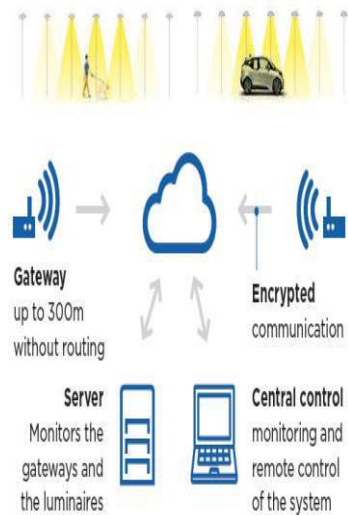 Gateway
up to 300m
without routing
Encrypted
communication
Server
Monitors the
gateways and
the luminaires
Central control
monitoring and
remote control
of the system